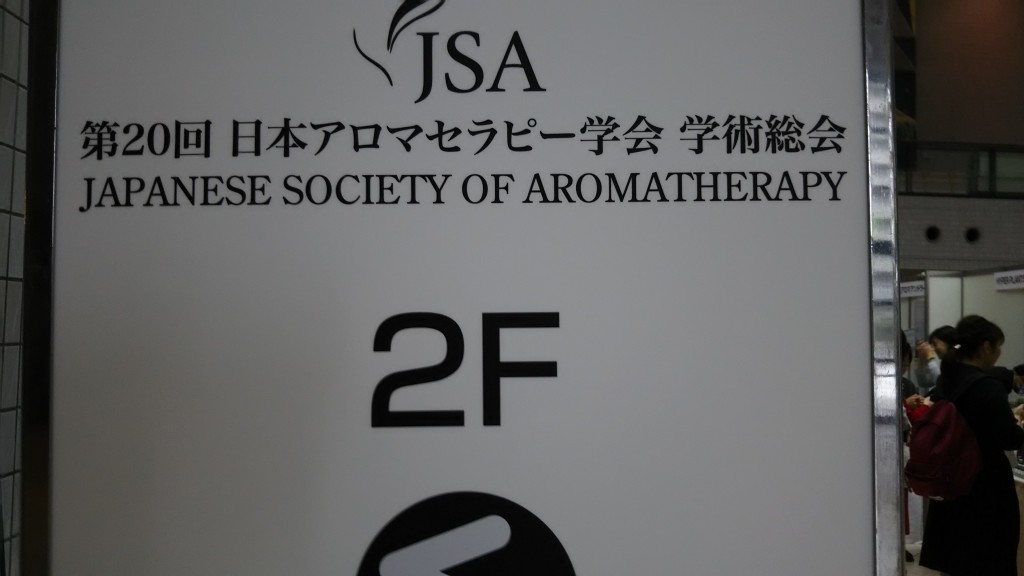 JSA
第20回 日本アロマセラピー学会 学術総会
JAPANESE SOCIETY OF AROMATHERAPY
2F